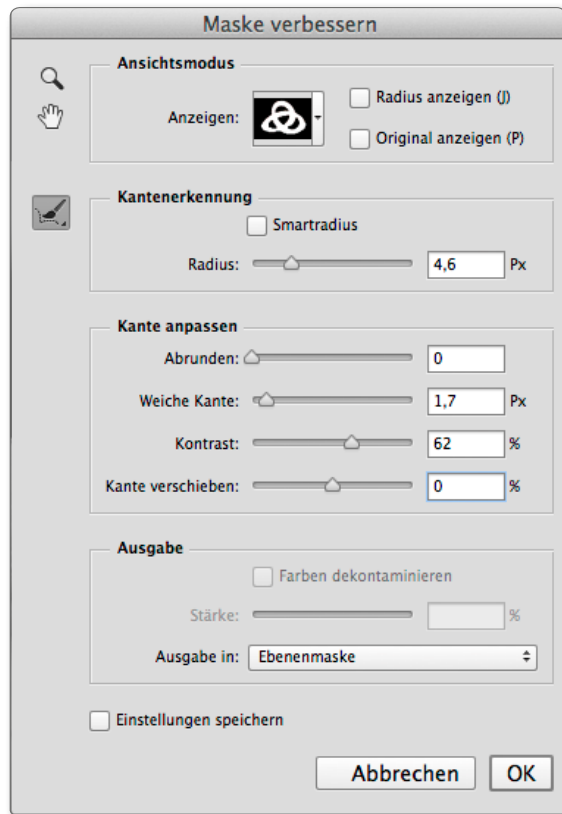 Maske verbessern
Ansichtsmodus
Anzeigen:
Radius anzeigen (J)
Original anzeigen (P)
Kantenerkennung
Smartradius
Radius: 4,6 Px
Kante anpassen
Abrunden: 0
Weiche Kante: 1,7 Px
Kontrast: 62 %
Kante verschieben: 0 %
Ausgabe
Farben dekontaminieren
Stärke: %
Ausgabe in: Ebenenmaske
Einstellungen speichern
Abbrechen OK